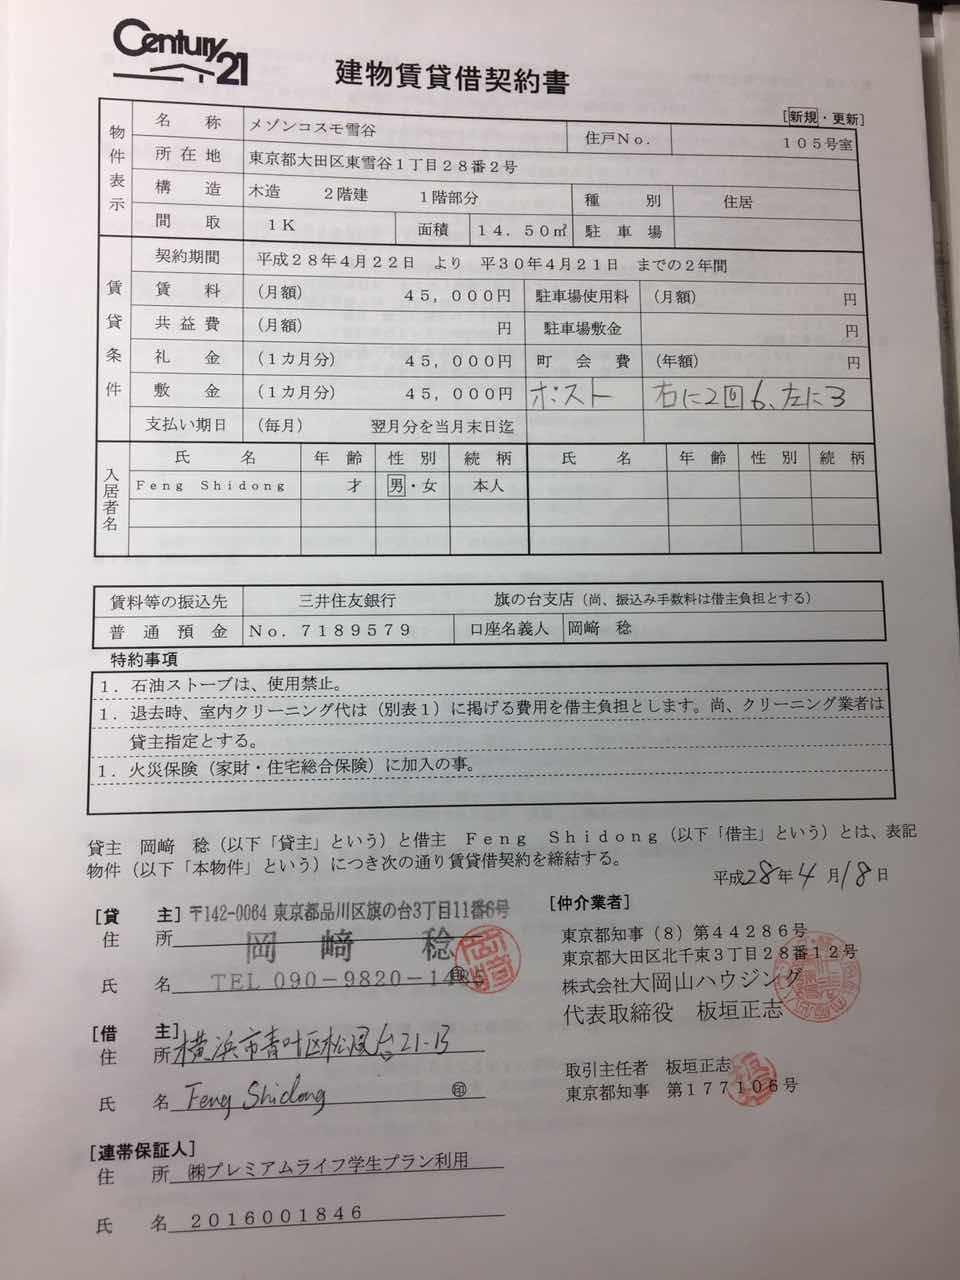 Century 21
建物賃貸借契約書
[新規・更新]
物件表示
名称 メゾンコスモ雪谷 住戸No. 105号室
所在地 東京都大田区東雪谷1丁目28番2号
構造 木造 2階建 1階部分 種別 住居
間取 1K 面積 14.50㎡ 駐車場
賃貸条件
契約期間 平成28年4月22日 より 平30年4月21日 までの2年間
賃料 (月額) 45,000円 駐車場使用料 (月額) 円
共益費 (月額) 円 駐車場敷金 円
礼金 (1カ月分) 45,000円 町会費 (年額) 円
敷金 (1カ月分) 45,000円 ポスト 右に2回6、左に3
支払い期日 (毎月) 翌月分を当月末日迄
入居者名
氏名 年齢 性別 続柄 氏名 年齢 性別 続柄
Feng Shidong 才 男・女 本人
賃料等の振込先 三井住友銀行 旗の台支店(尚、振込み手数料は借主負担とする)
普通預金 No.7189579 口座名義人 岡﨑 稔
特約事項
1.石油ストーブは、使用禁止。
1.退去時、室内クリーニング代は(別表1)に掲げる費用を借主負担とします。尚、クリーニング業者は
貸主指定とする。
1.火災保険(家財・住宅総合保険)に加入の事。
貸主 岡﨑 稔(以下「貸主」という)と借主 Feng Shidong(以下「借主」という)とは、表記
物件(以下「本物件」という)につき次の通り賃貸借契約を締結する。
平成28年4月18日
[貸主] 〒142-0064 東京都品川区旗の台3丁目11番6号
住所
岡﨑 稔
氏名 TEL 090-9820-1485 印
[借主]
住所 横浜市青叶区松風台21-13
氏名 Feng Shidong 印
[連帯保証人]
住所 ㈱プレミアムライフ学生プラン利用
氏名 2016001846
[仲介業者]
東京都知事(8)第44286号
東京都大田区北千束3丁目28番12号
株式会社大岡山ハウジング
代表取締役 板垣正志
取引主任者 板垣正志
東京都知事 第177106号